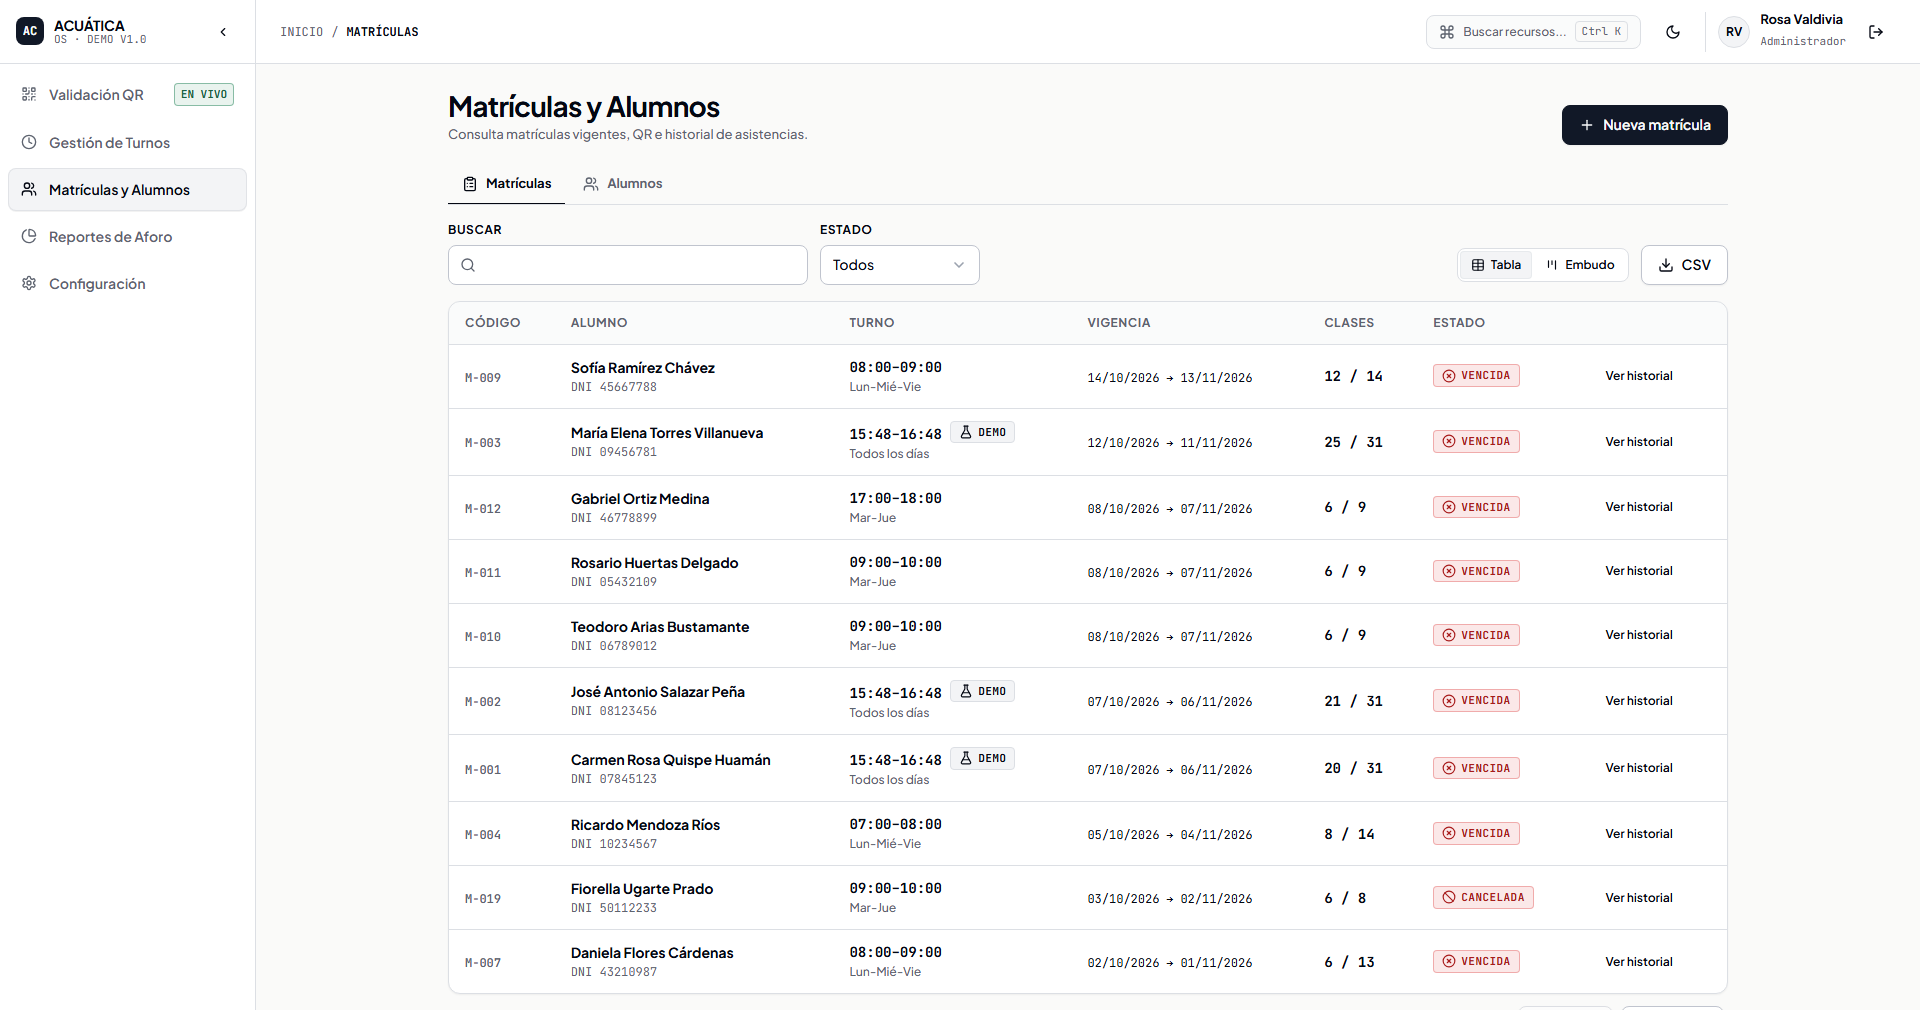 AC
ACUÁTICA
OS · DEMO V1.0
INICIO / MATRÍCULAS
Buscar recursos... Ctrl K
RV
Rosa Valdivia
Administrador
Validación QR EN VIVO
Gestión de Turnos
Matrículas y Alumnos
Reportes de Aforo
Configuración
Matrículas y Alumnos
Consulta matrículas vigentes, QR e historial de asistencias.
+ Nueva matrícula
Matrículas Alumnos
BUSCAR ESTADO
Todos
Tabla Embudo CSV
CÓDIGO ALUMNO TURNO VIGENCIA CLASES ESTADO
M-009 Sofía Ramírez Chávez 08:00-09:00 14/10/2026 → 13/11/2026 12 / 14 VENCIDA Ver historial
DNI 45667788 Lun-Mié-Vie
M-003 María Elena Torres Villanueva 15:48-16:48 DEMO 12/10/2026 → 11/11/2026 25 / 31 VENCIDA Ver historial
DNI 09456781 Todos los días
M-012 Gabriel Ortiz Medina 17:00-18:00 08/10/2026 → 07/11/2026 6 / 9 VENCIDA Ver historial
DNI 46778899 Mar-Jue
M-011 Rosario Huertas Delgado 09:00-10:00 08/10/2026 → 07/11/2026 6 / 9 VENCIDA Ver historial
DNI 05432109 Mar-Jue
M-010 Teodoro Arias Bustamante 09:00-10:00 08/10/2026 → 07/11/2026 6 / 9 VENCIDA Ver historial
DNI 06789012 Mar-Jue
M-002 José Antonio Salazar Peña 15:48-16:48 DEMO 07/10/2026 → 06/11/2026 21 / 31 VENCIDA Ver historial
DNI 08123456 Todos los días
M-001 Carmen Rosa Quispe Huamán 15:48-16:48 DEMO 07/10/2026 → 06/11/2026 20 / 31 VENCIDA Ver historial
DNI 07845123 Todos los días
M-004 Ricardo Mendoza Ríos 07:00-08:00 05/10/2026 → 04/11/2026 8 / 14 VENCIDA Ver historial
DNI 10234567 Lun-Mié-Vie
M-019 Fiorella Ugarte Prado 09:00-10:00 03/10/2026 → 02/11/2026 6 / 8 CANCELADA Ver historial
DNI 50112233 Mar-Jue
M-007 Daniela Flores Cárdenas 08:00-09:00 02/10/2026 → 01/11/2026 6 / 13 VENCIDA Ver historial
DNI 43210987 Lun-Mié-Vie